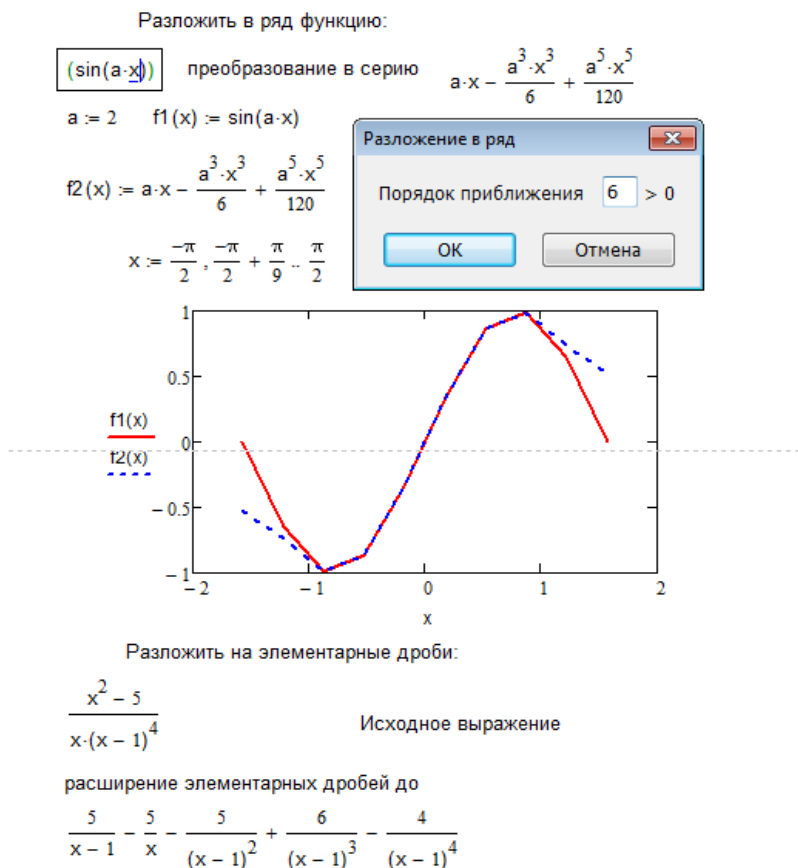 Разложить в ряд функцию:
(sin(a·x)) преобразование в серию a·x − a^3·x^3/6 + a^5·x^5/120
a := 2 f1(x) := sin(a·x)
Разложение в ряд
f2(x) := a·x − a^3·x^3/6 + a^5·x^5/120
Порядок приближения 6 > 0
ОК Отмена
x := −π/2 , −π/2 + π/9 .. π/2
1
0.5
f1(x)
0
f2(x)
− 0.5
− 1
− 2 − 1 0 1 2
x
Разложить на элементарные дроби:
(x^2 − 5)/(x·(x − 1)^4) Исходное выражение
расширение элементарных дробей до
5/(x − 1) − 5/x − 5/(x − 1)^2 + 6/(x − 1)^3 − 4/(x − 1)^4